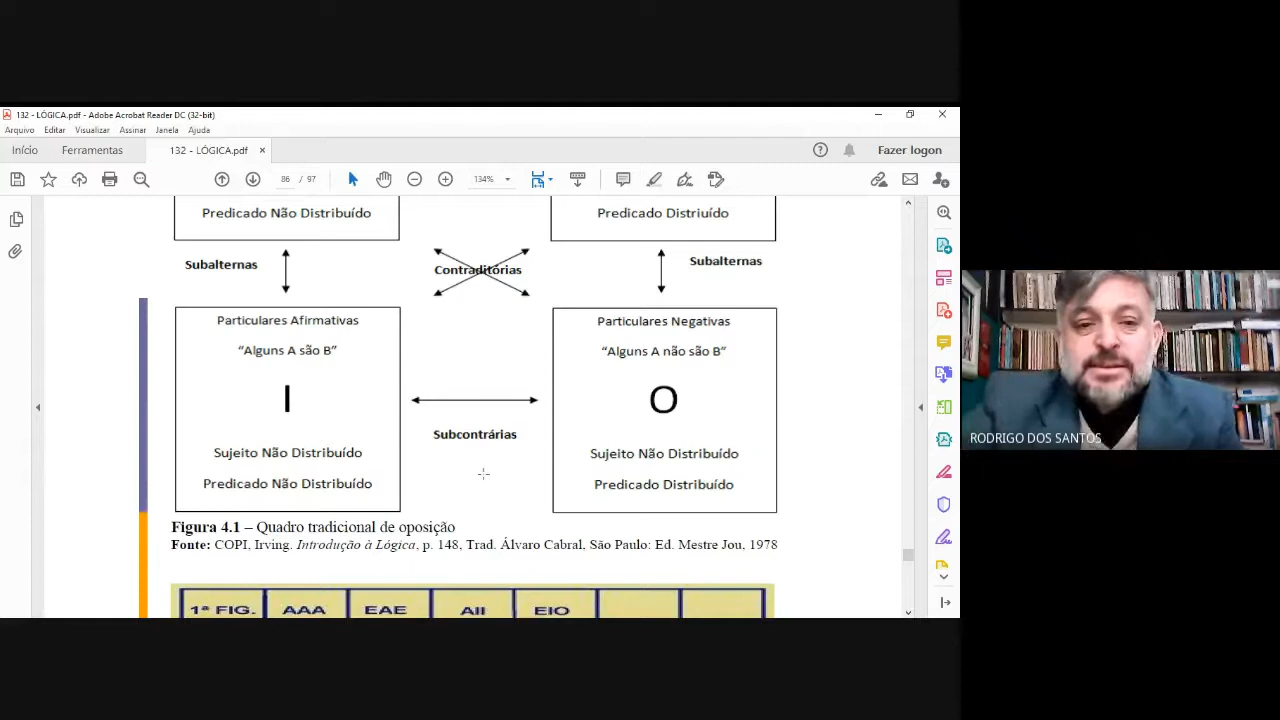 132 - LÓGICA.pdf - Adobe Acrobat Reader DC (32-bit)
Arquivo Editar Visualizar Assinar Janela Ajuda
Início Ferramentas 132 - LÓGICA.pdf × Fazer logon
86 / 97 134%
Predicado Não Distribuído Predicado Distriuído
Subalternas Contraditórias Subalternas
Particulares Afirmativas Particulares Negativas
“Alguns A são B” “Alguns A não são B”
I O
Subcontrárias
Sujeito Não Distribuído Sujeito Não Distribuído
Predicado Não Distribuído Predicado Distribuído
Figura 4.1 – Quadro tradicional de oposição
Fonte: COPI, Irving. Introdução à Lógica, p. 148, Trad. Álvaro Cabral, São Paulo: Ed. Mestre Jou, 1978
1ª FIG. AAA EAE AII EIO
RODRIGO DOS SANTOS